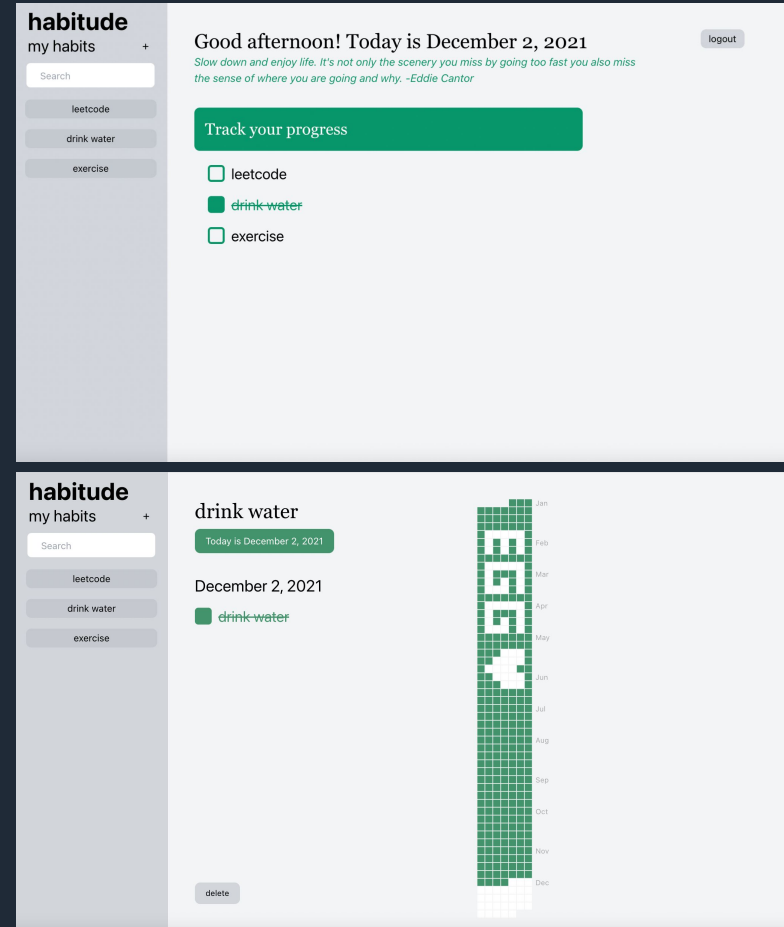 habitude
my habits +
Search
leetcode
drink water
exercise
Good afternoon! Today is December 2, 2021
logout
Slow down and enjoy life. It's not only the scenery you miss by going too fast you also miss
the sense of where you are going and why. -Eddie Cantor
Track your progress
leetcode
drink water
exercise
habitude
my habits +
Search
leetcode
drink water
exercise
drink water
Today is December 2, 2021
December 2, 2021
drink water
delete
Jan
Feb
Mar
Apr
May
Jun
Jul
Aug
Sep
Oct
Nov
Dec